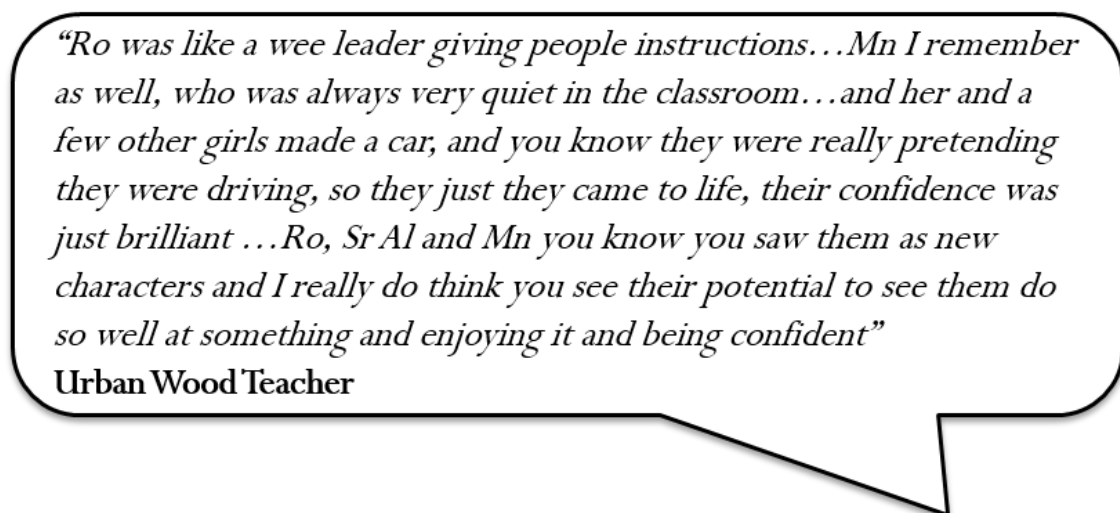 “Ro was like a wee leader giving people instructions…Mn I remember
as well, who was always very quiet in the classroom…and her and a
few other girls made a car, and you know they were really pretending
they were driving, so they just they came to life, their confidence was
just brilliant …Ro, Sr Al and Mn you know you saw them as new
characters and I really do think you see their potential to see them do
so well at something and enjoying it and being confident”
Urban Wood Teacher